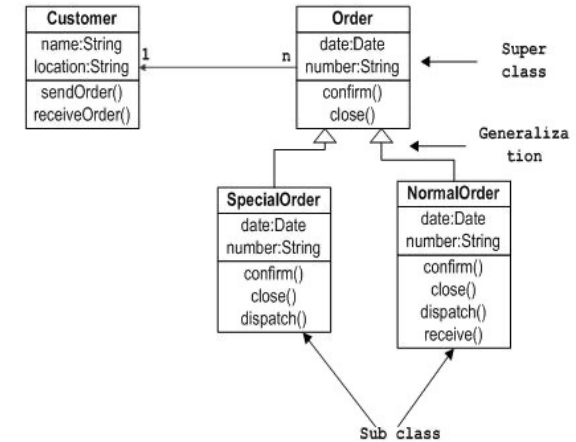 Customer
name:String
location:String
sendOrder()
receiveOrder()
1
n
Order
date:Date
number:String
confirm()
close()
Super
class
Generaliza
tion
SpecialOrder
date:Date
number:String
confirm()
close()
dispatch()
NormalOrder
date:Date
number:String
confirm()
close()
dispatch()
receive()
Sub class